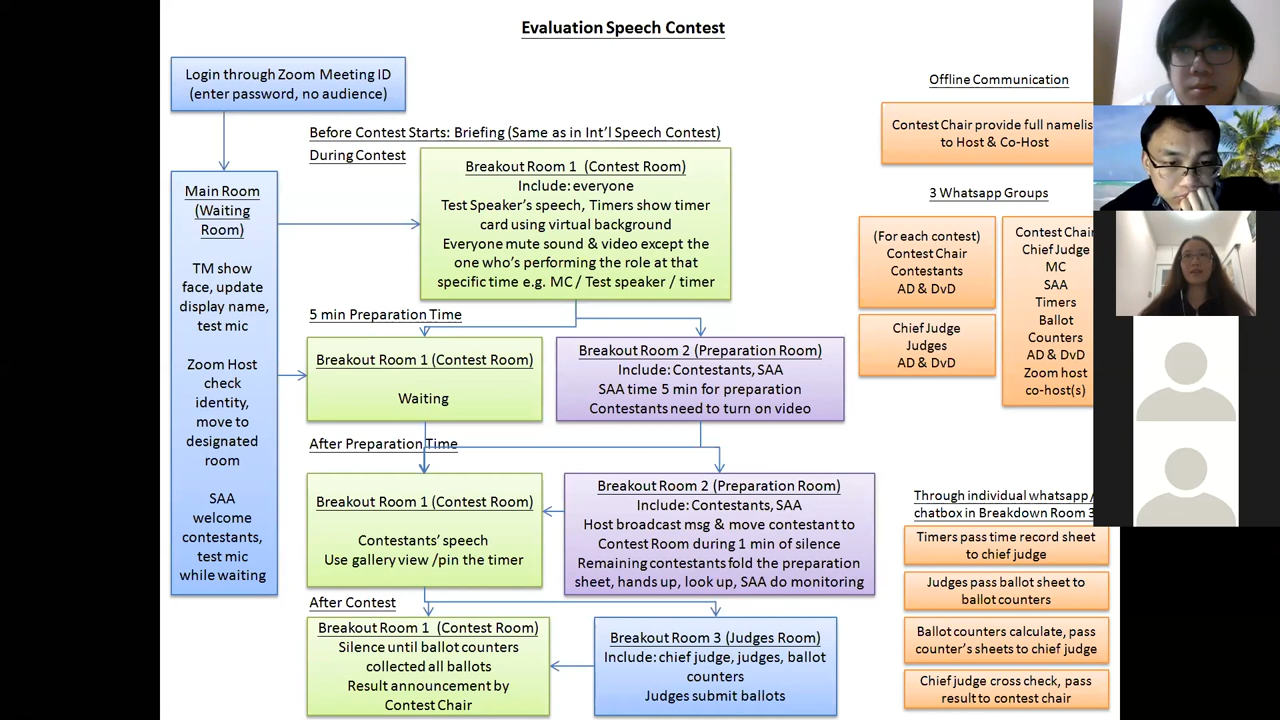 Evaluation Speech Contest
Login through Zoom Meeting ID
(enter password, no audience)
Main Room
(Waiting
Room)
TM show
face, update
display name,
test mic
Zoom Host
check
identity,
move to
designated
room
SAA
welcome
contestants,
test mic
while waiting
Before Contest Starts: Briefing (Same as in Int'l Speech Contest)
During Contest
Breakout Room 1 (Contest Room)
Include: everyone
Test Speaker's speech, Timers show timer
card using virtual background
Everyone mute sound & video except the
one who's performing the role at that
specific time e.g. MC / Test speaker / timer
5 min Preparation Time
Breakout Room 1 (Contest Room)
Waiting
Breakout Room 2 (Preparation Room)
Include: Contestants, SAA
SAA time 5 min for preparation
Contestants need to turn on video
After Preparation Time
Breakout Room 1 (Contest Room)
Contestants' speech
Use gallery view /pin the timer
Breakout Room 2 (Preparation Room)
Include: Contestants, SAA
Host broadcast msg & move contestant to
Contest Room during 1 min of silence
Remaining contestants fold the preparation
sheet, hands up, look up, SAA do monitoring
After Contest
Breakout Room 1 (Contest Room)
Silence until ballot counters
collected all ballots
Result announcement by
Contest Chair
Breakout Room 3 (Judges Room)
Include: chief judge, judges, ballot
counters
Judges submit ballots
Offline Communication
Contest Chair provide full namelis
to Host & Co-Host
3 Whatsapp Groups
(For each contest)
Contest Chair
Contestants
AD & DvD
Chief Judge
Judges
AD & DvD
Contest Chair
Chief Judge
MC
SAA
Timers
Ballot
Counters
AD & DvD
Zoom host
co-host(s)
Through individual whatsapp /
chatbox in Breakdown Room 3
Timers pass time record sheet
to chief judge
Judges pass ballot sheet to
ballot counters
Ballot counters calculate, pass
counter's sheets to chief judge
Chief judge cross check, pass
result to contest chair